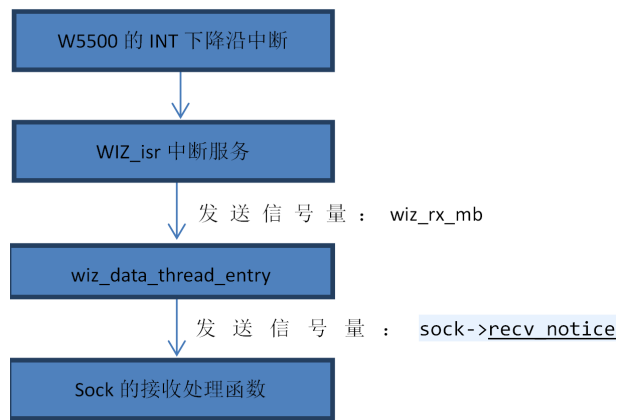 W5500 的 INT 下降沿中断
WIZ_isr 中断服务
发送信号量： wiz_rx_mb
wiz_data_thread_entry
发送信号量： sock->recv_notice
Sock 的接收处理函数